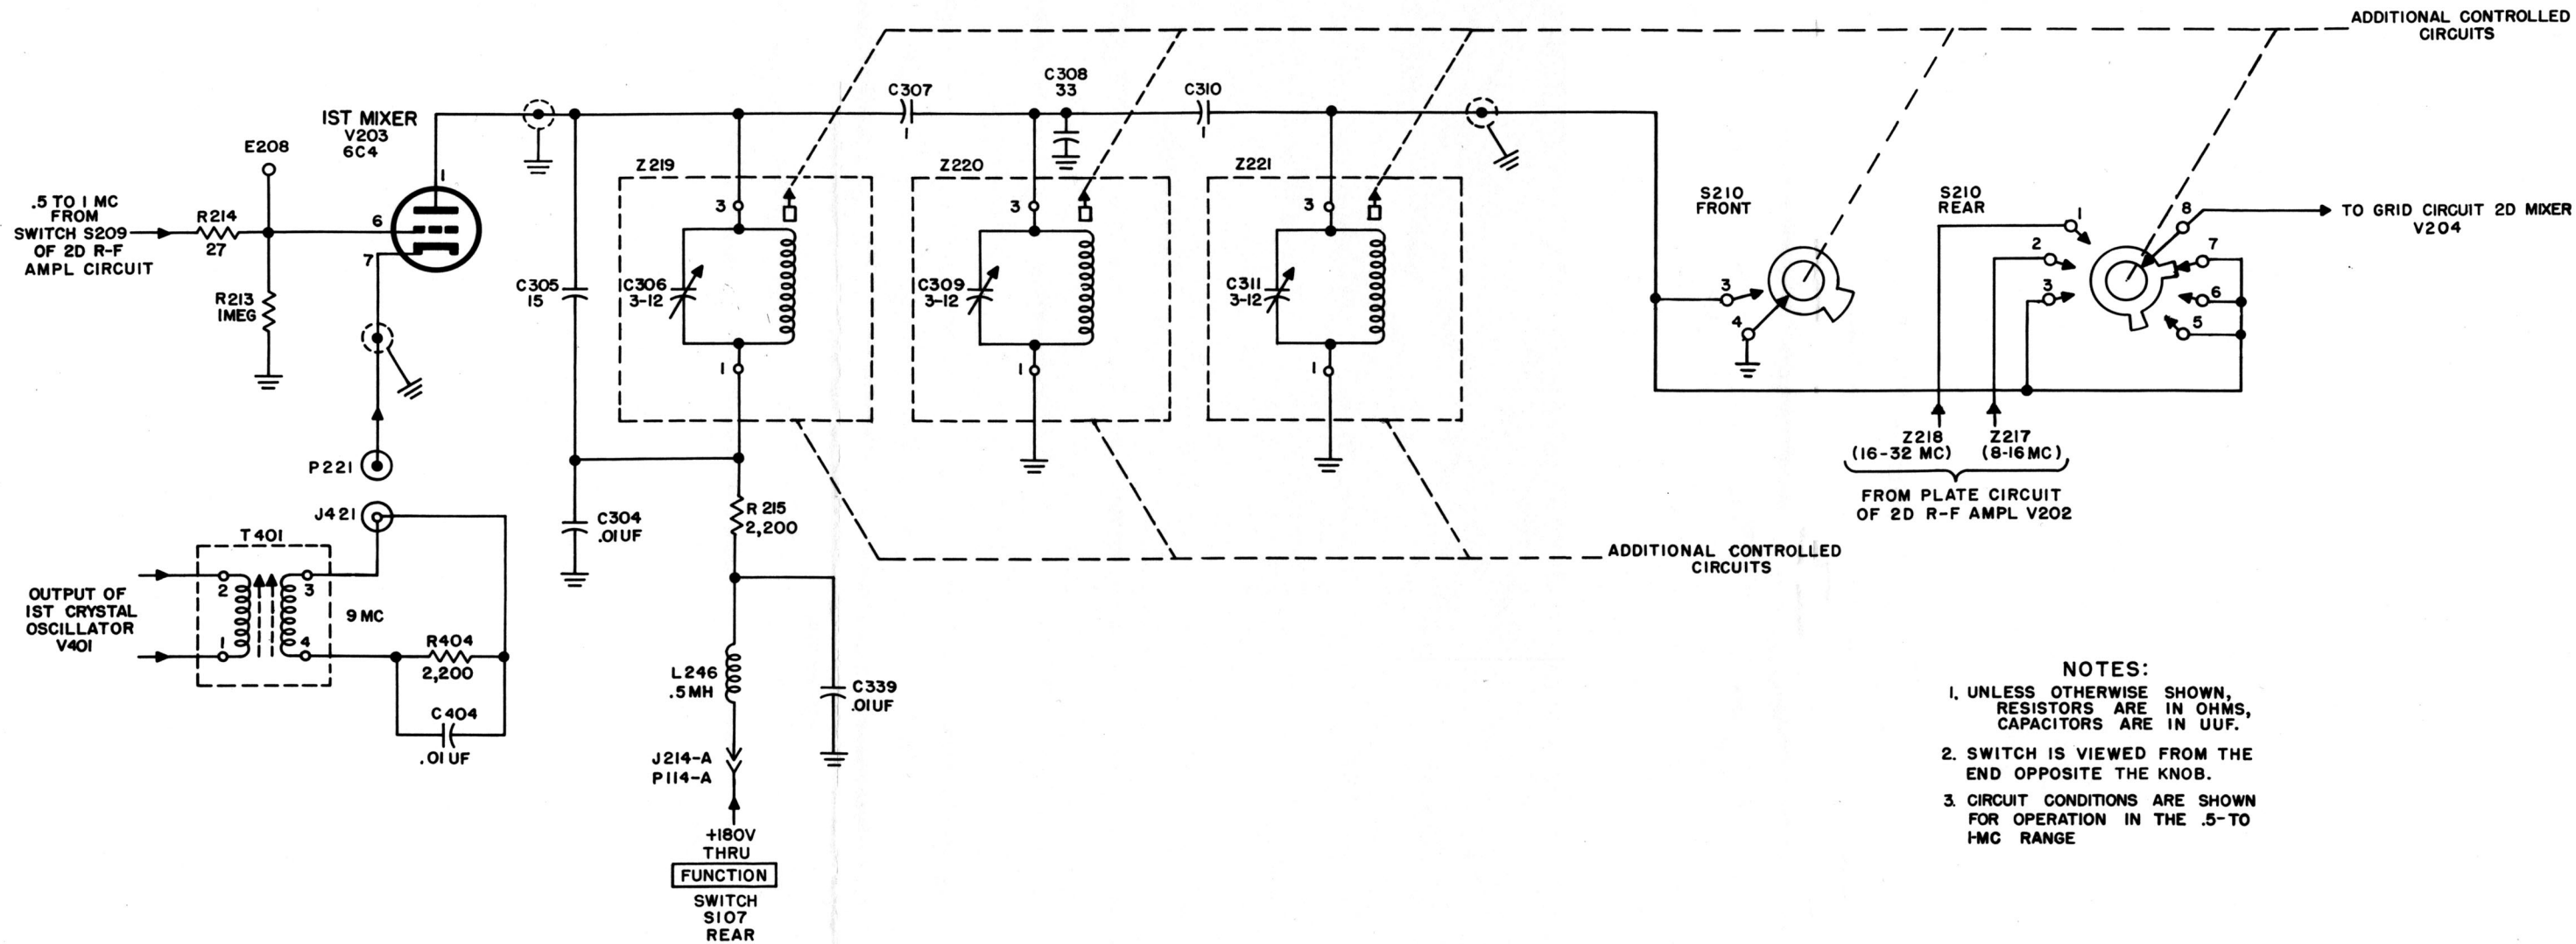 ADDITIONAL CONTROLLED
CIRCUITS
IST MIXER
V203
6C4
E208
.5 TO I MC
FROM
SWITCH S209
OF 2D R-F
AMPL CIRCUIT
R214
27
R213
IMEG
6
7
1
P221
J421
T401
OUTPUT OF
IST CRYSTAL
OSCILLATOR
V401
2
1
3
4
9 MC
R404
2,200
C404
.01 UF
C305
15
C304
.01UF
C307
1
C308
33
C310
1
Z219
3
C306
3-12
1
Z220
3
C309
3-12
1
Z221
3
C311
3-12
1
R215
2,200
L246
.5MH
C339
.01UF
J214-A
P114-A
+180V
THRU
FUNCTION
SWITCH
S107
REAR
ADDITIONAL CONTROLLED
CIRCUITS
S210
FRONT
3
4
S210
REAR
1
2
3
8
7
6
5
TO GRID CIRCUIT 2D MIXER
V204
Z218
(16-32 MC)
Z217
(8-16MC)
FROM PLATE CIRCUIT
OF 2D R-F AMPL V202
NOTES:
1. UNLESS OTHERWISE SHOWN,
RESISTORS ARE IN OHMS,
CAPACITORS ARE IN UUF.
2. SWITCH IS VIEWED FROM THE
END OPPOSITE THE KNOB.
3. CIRCUIT CONDITIONS ARE SHOWN
FOR OPERATION IN THE .5-TO
I-MC RANGE